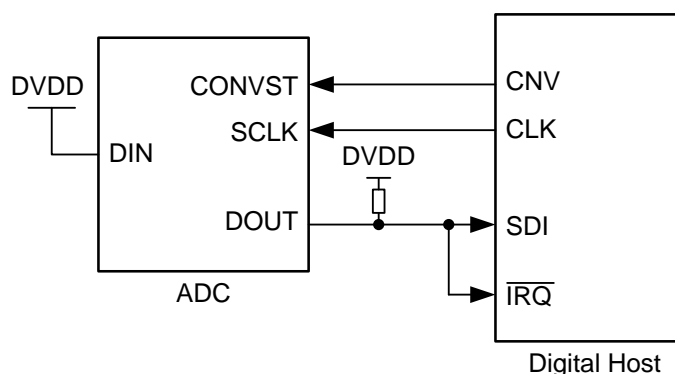 DVDD
DIN
CONVST
SCLK
DOUT
ADC
DVDD
CNV
CLK
SDI
IRQ
Digital Host